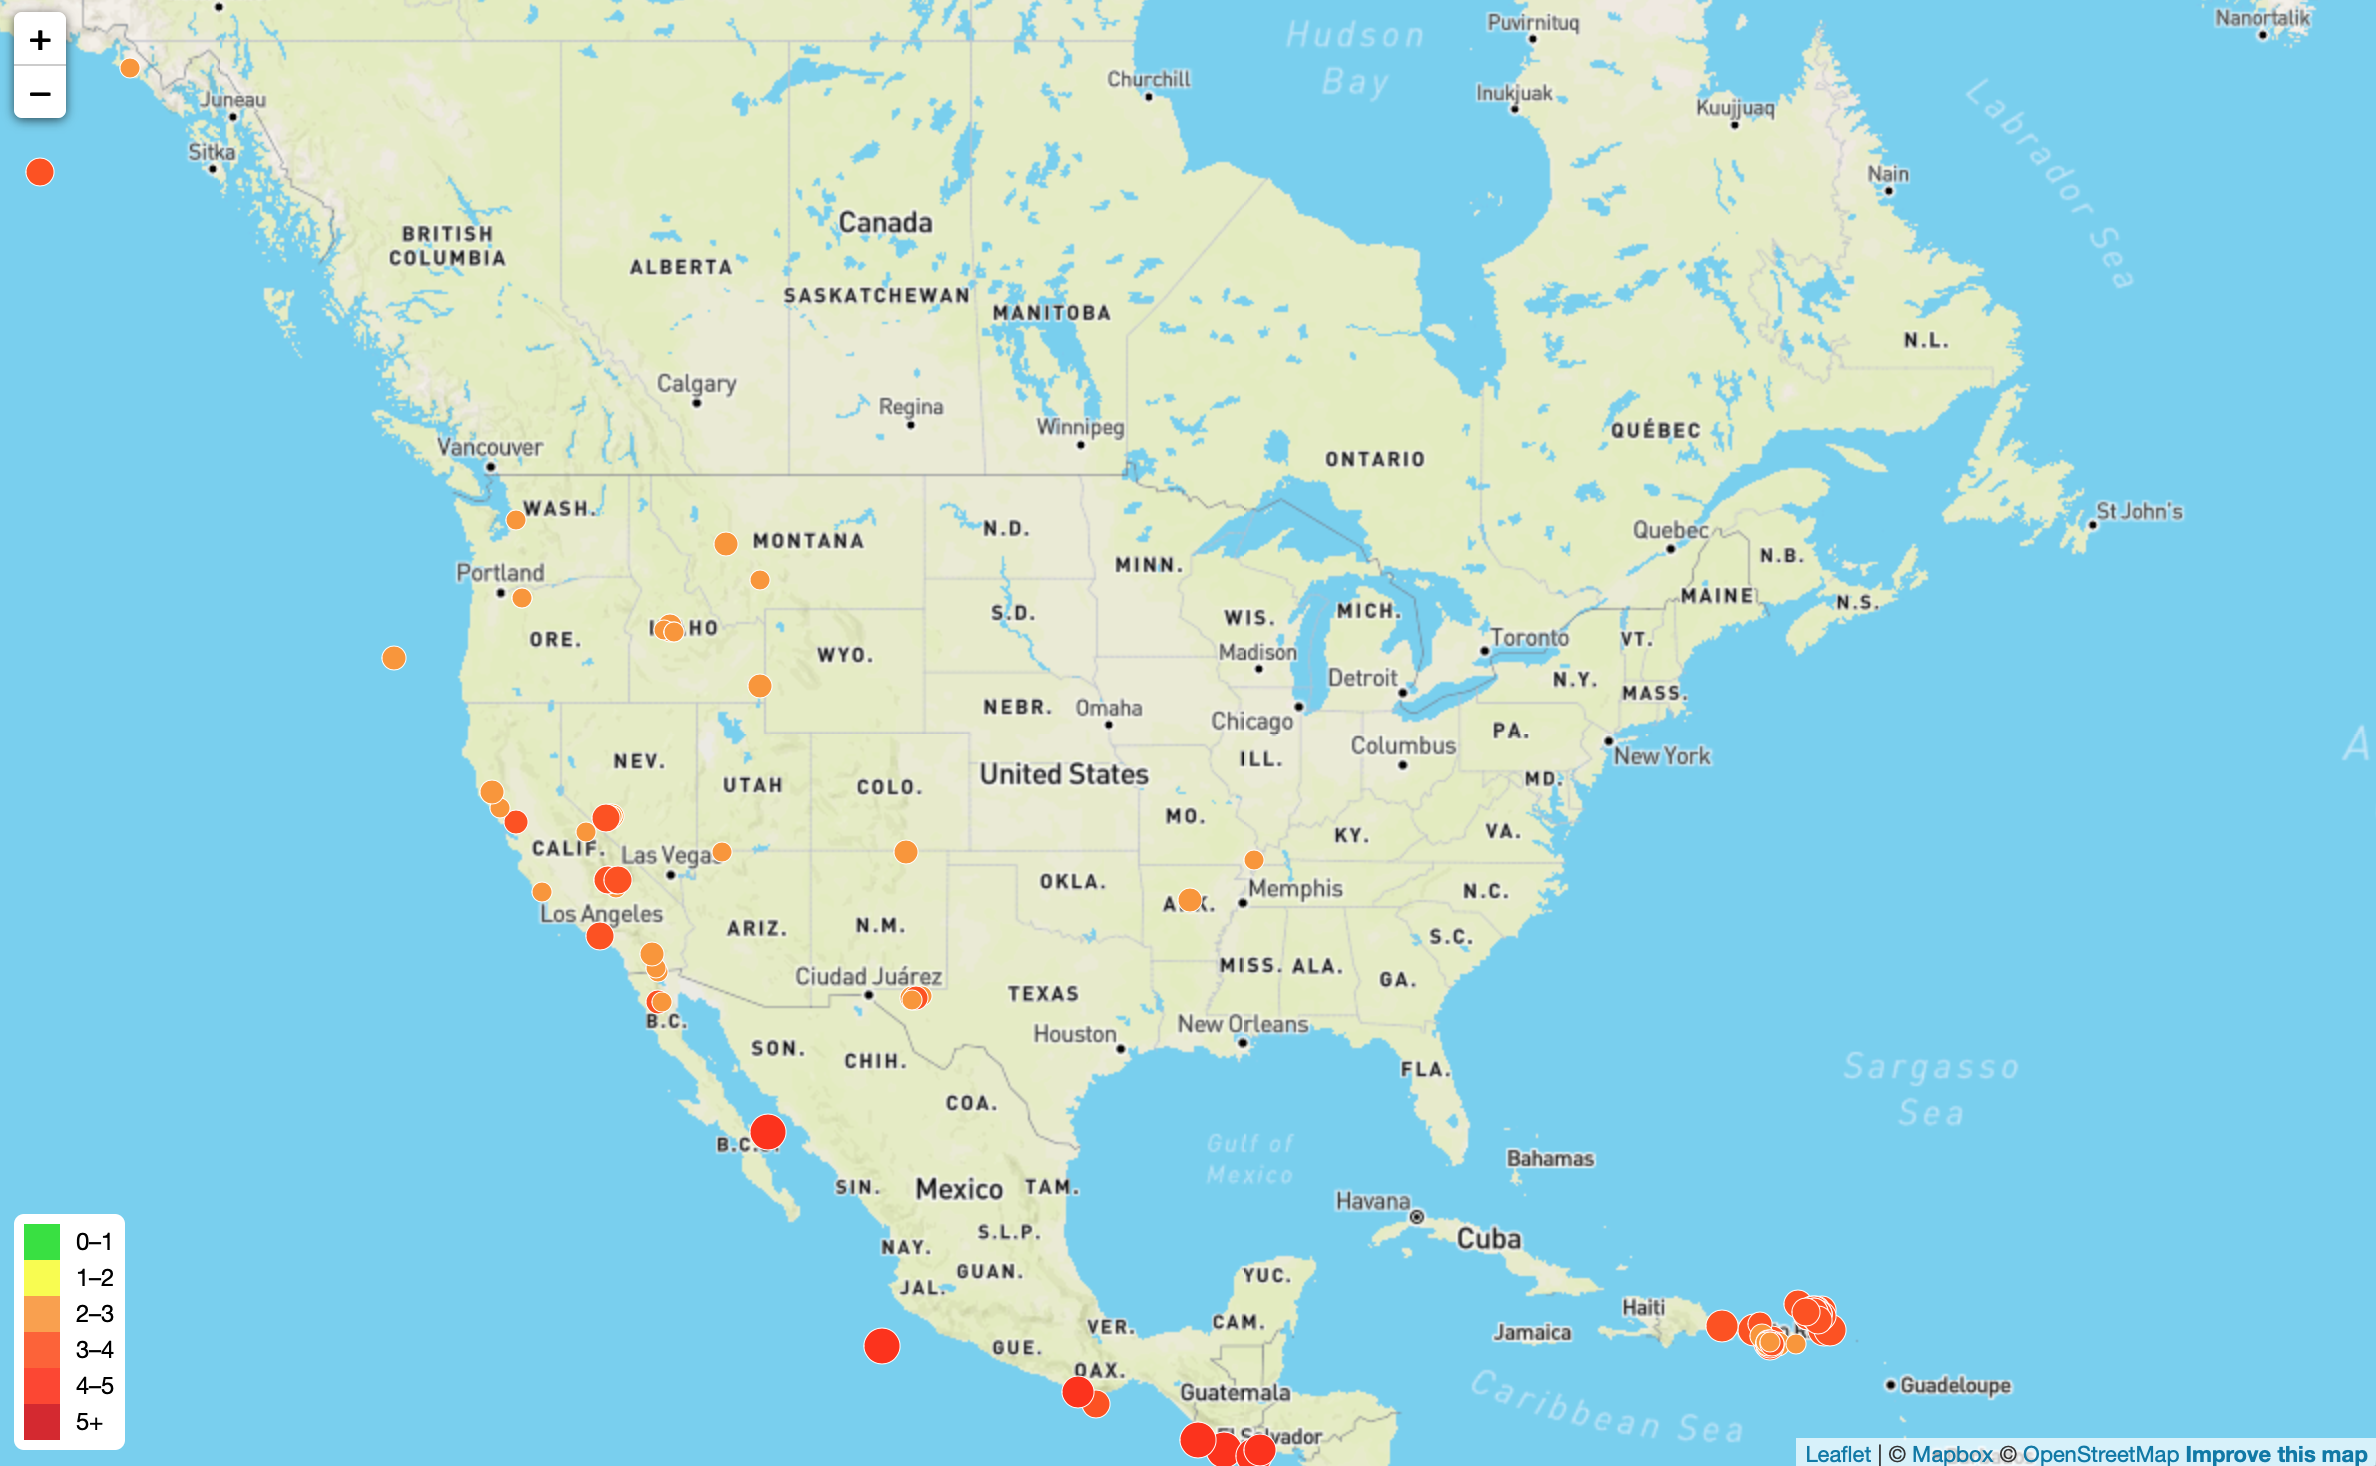 +
−
Hudson
Bay
Puvirnituq
Nanortalik
Churchill
Inukjuak
Kuujjuaq
Labrador Sea
Juneau
Sitka
Nain
Canada
BRITISH
COLUMBIA
ALBERTA
SASKATCHEWAN
MANITOBA
N.L.
Calgary
Regina
Winnipeg
QUÉBEC
Vancouver
ONTARIO
WASH.
St John's
MONTANA
N.D.
Quebec
N.B.
MINN.
Portland
MAINE
N.S.
S.D.
WIS.
MICH.
HO
ORE.
Toronto
VT.
WYO.
Madison
Detroit
N.Y.
MASS.
NEBR.
Omaha
Chicago
PA.
Columbus
New York
A
NEV.
ILL.
United States
MD.
UTAH
COLO.
MO.
KY.
VA.
CALIF.
Las Vegas
OKLA.
Memphis
N.C.
Los Angeles
ARIZ.
N.M.
S.C.
MISS.
ALA.
Ciudad Juárez
GA.
TEXAS
B.C.
Houston
New Orleans
SON.
CHIH.
FLA.
Sargasso
Sea
COA.
B.C.
Gulf of
Mexico
Bahamas
SIN.
Mexico
TAM.
Havana
Cuba
S.L.P.
NAY.
GUAN.
YUC.
JAL.
Haiti
VER.
CAM.
Jamaica
GUE.
OAX.
Guatemala
Caribbean Sea
Guadeloupe
El Salvador
0–1
1–2
2–3
3–4
4–5
5+
Leaflet | © Mapbox © OpenStreetMap Improve this map